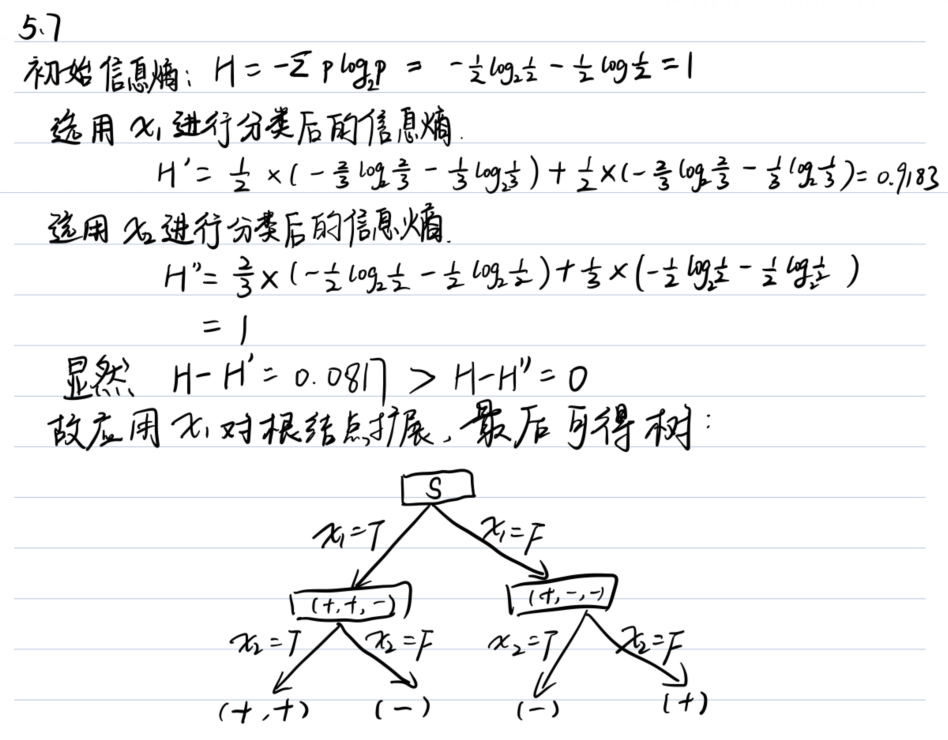 5.7
初始信息熵: H = -Σ p log₂p = -½log₂½ - ½log½ = 1
选用 x₁ 进行分类后的信息熵.
H' = ½ × (-⅔log₂⅔ - ⅓log₂⅓) + ½ × (-⅔log₂⅔ - ⅓log₂⅓) = 0.9183
选用 x₂ 进行分类后的信息熵.
H'' = ⅔ × (-½log₂½ - ½log₂½) + ⅓ × (-½log₂½ - ½log₂½)
= 1
显然, H - H' = 0.0817 > H - H'' = 0
故应用 x₁ 对根结点扩展, 最后可得树:
S
x₁=T x₁=F
(+,+,-) (+,-,-)
x₂=T x₂=F x₂=T x₂=F
(+,+) (-) (-) (+)